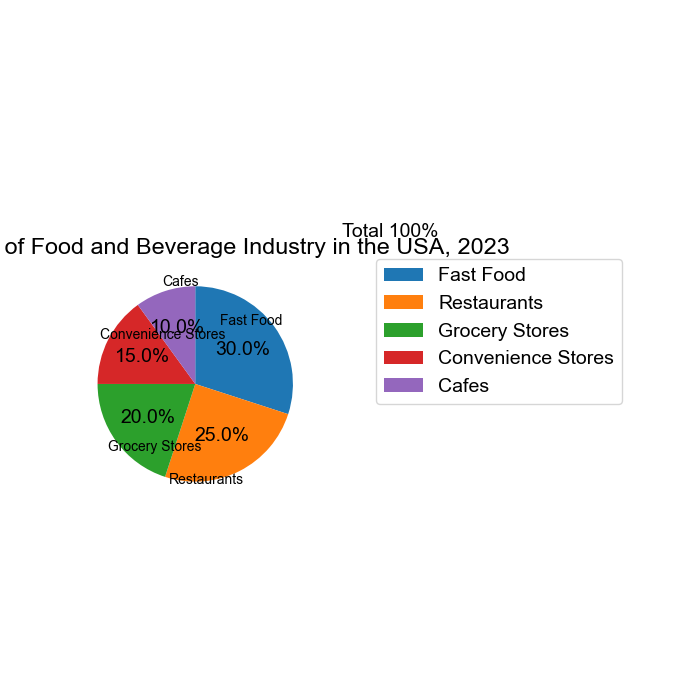 Total 100%
of Food and Beverage Industry in the USA, 2023
Fast Food
Restaurants
Grocery Stores
Convenience Stores
Cafes
Cafes
Fast Food
10.0%
Convenience Stores
30.0%
15.0%
20.0%
25.0%
Grocery Stores
Restaurants